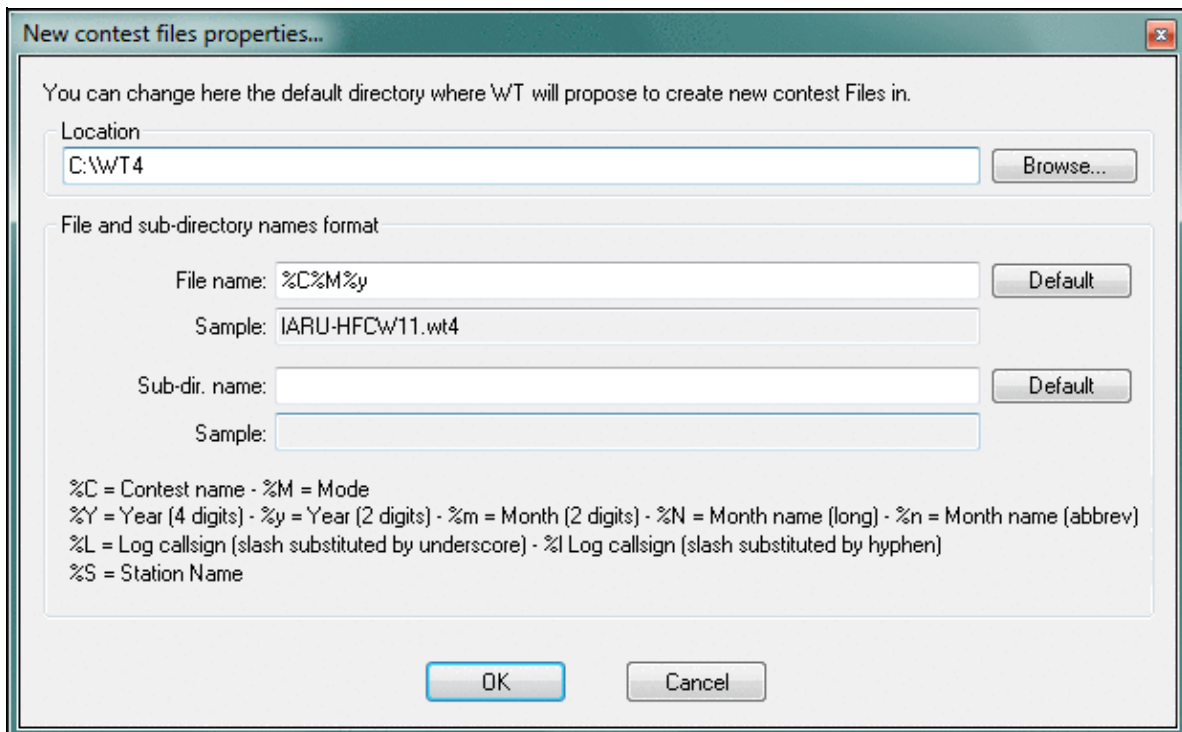 New contest files properties...
You can change here the default directory where WT will propose to create new contest Files in.
Location
C:\WT4
Browse...
File and sub-directory names format
File name: %C%M%y Default
Sample: IARU-HFCW11.wt4
Sub-dir. name: Default
Sample:
%C = Contest name - %M = Mode
%Y = Year (4 digits) - %y = Year (2 digits) - %m = Month (2 digits) - %N = Month name (long) - %n = Month name (abbrev)
%L = Log callsign (slash substituted by underscore) - %l Log callsign (slash substituted by hyphen)
%S = Station Name
OK Cancel